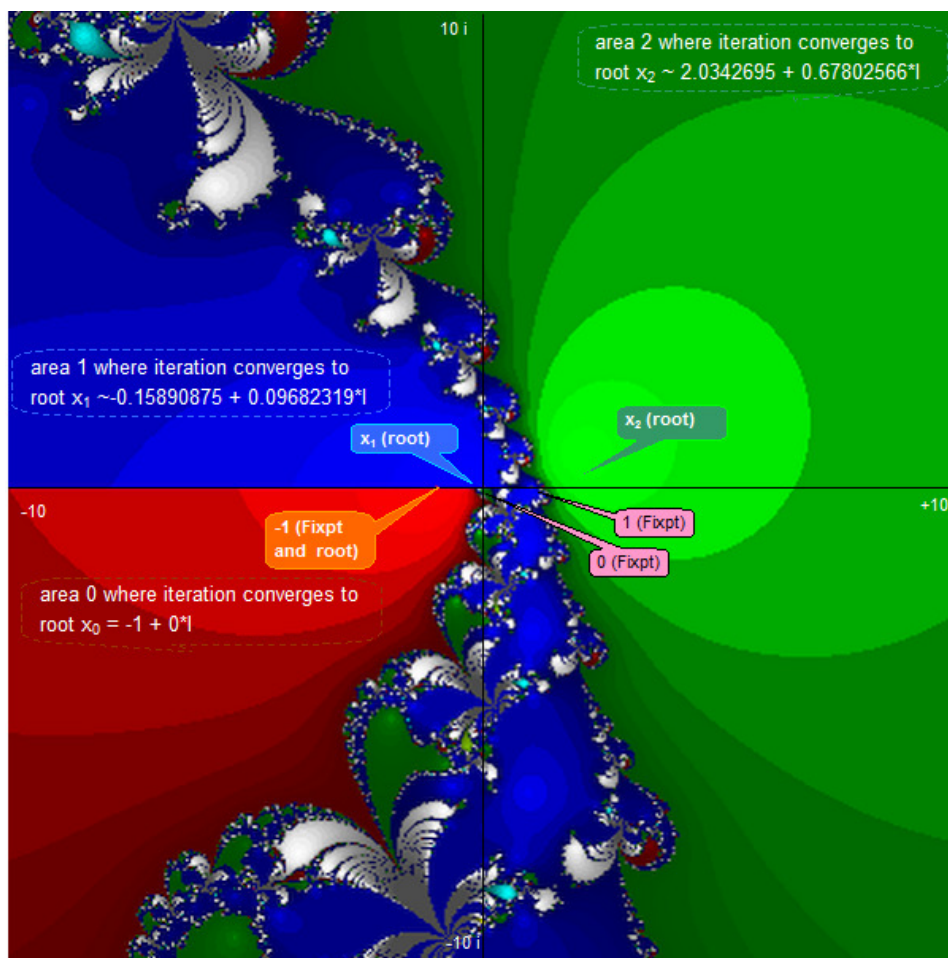 10 i
area 2 where iteration converges to
root x₂ ~ 2.0342695 + 0.67802566*I
area 1 where iteration converges to
root x₁ ~-0.15890875 + 0.09682319*I
x₁ (root)
x₂ (root)
-10
+10
-1 (Fixpt
and root)
1 (Fixpt)
0 (Fixpt)
area 0 where iteration converges to
root x₀ = -1 + 0*I
-10 i